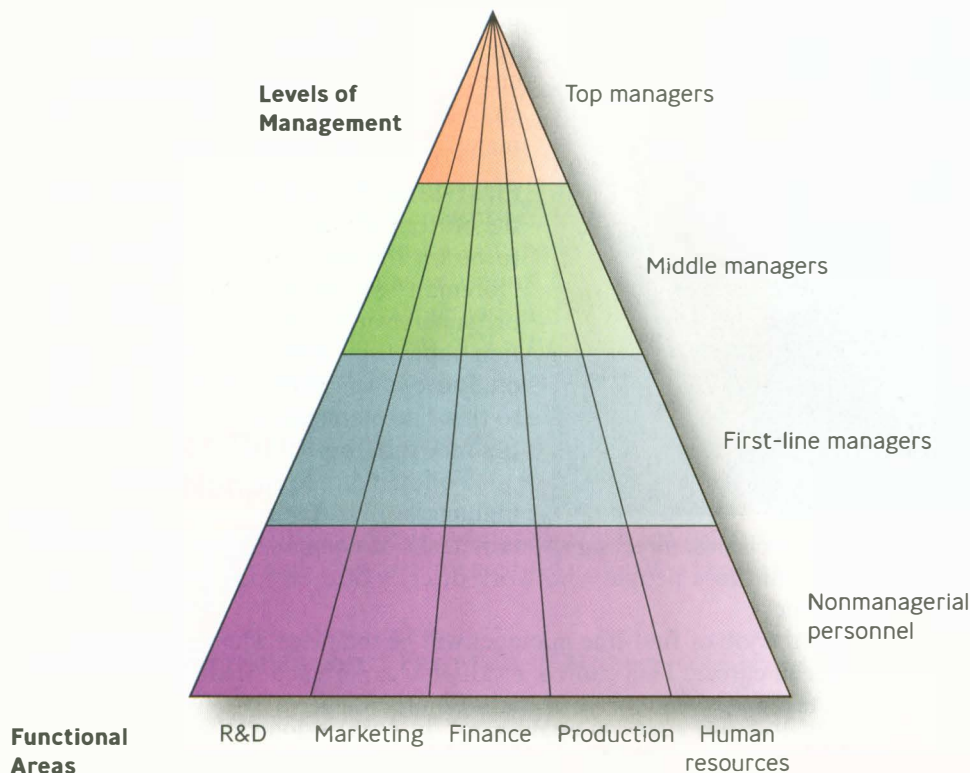 Levels of
Management
Top managers
Middle managers
First-line managers
Nonmanagerial
personnel
Functional
Areas
R&D
Marketing
Finance
Production
Human
resources